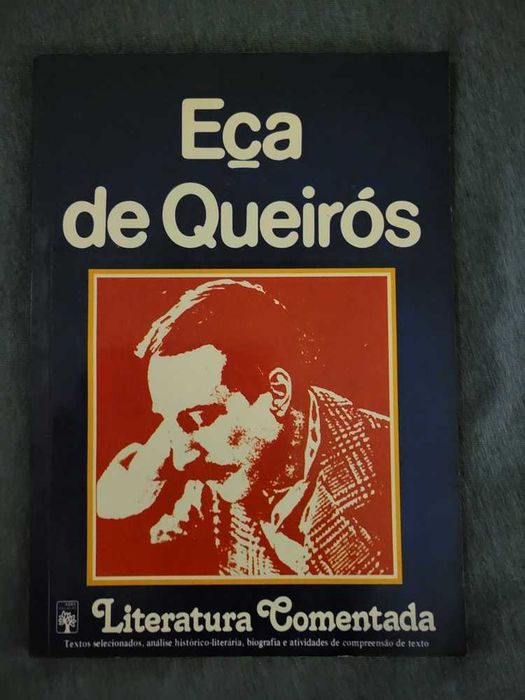 Eça
de Queirós
Literatura Comentada
Textos selecionados, análise histórico-literária, biografia e atividades de compreensão de texto